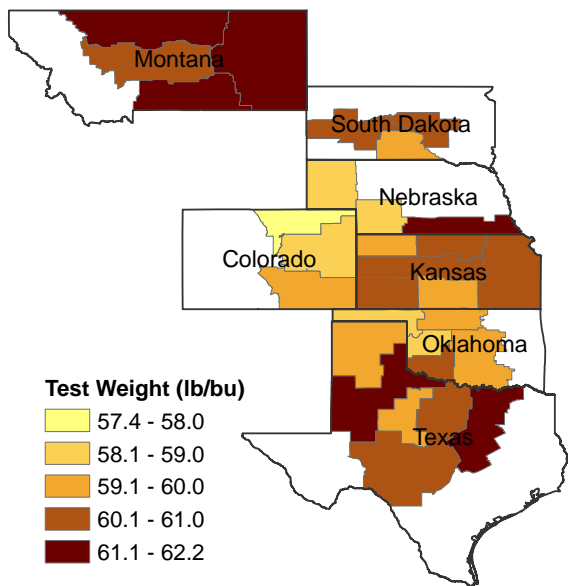 Montana
South Dakota
Nebraska
Colorado
Kansas
Oklahoma
Texas
Test Weight (lb/bu)
57.4 - 58.0
58.1 - 59.0
59.1 - 60.0
60.1 - 61.0
61.1 - 62.2